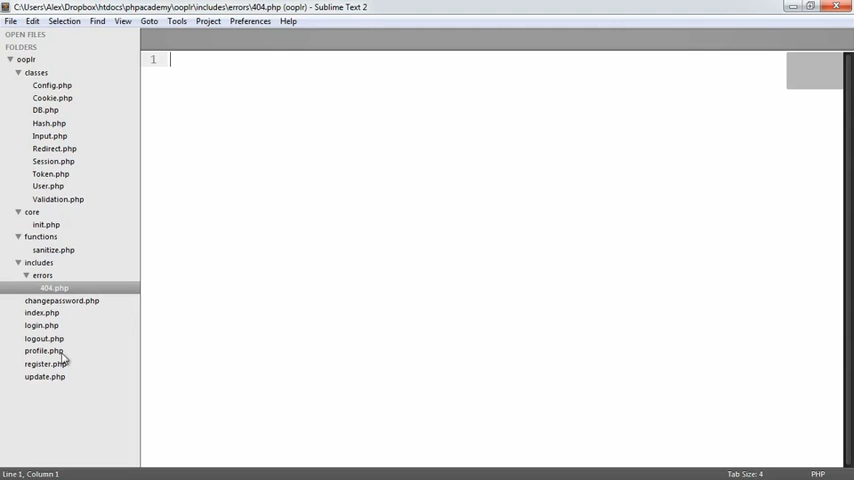 C:\Users\Alex\Dropbox\htdocs\phpacademy\ooplr\includes\errors\404.php (ooplr) - Sublime Text 2
File Edit Selection Find View Goto Tools Project Preferences Help
OPEN FILES
FOLDERS
ooplr
classes
Config.php
Cookie.php
DB.php
Hash.php
Input.php
Redirect.php
Session.php
Token.php
User.php
Validation.php
core
init.php
functions
sanitize.php
includes
errors
404.php
changepassword.php
index.php
login.php
logout.php
profile.php
register.php
update.php
1
Line 1, Column 1
Tab Size: 4
PHP